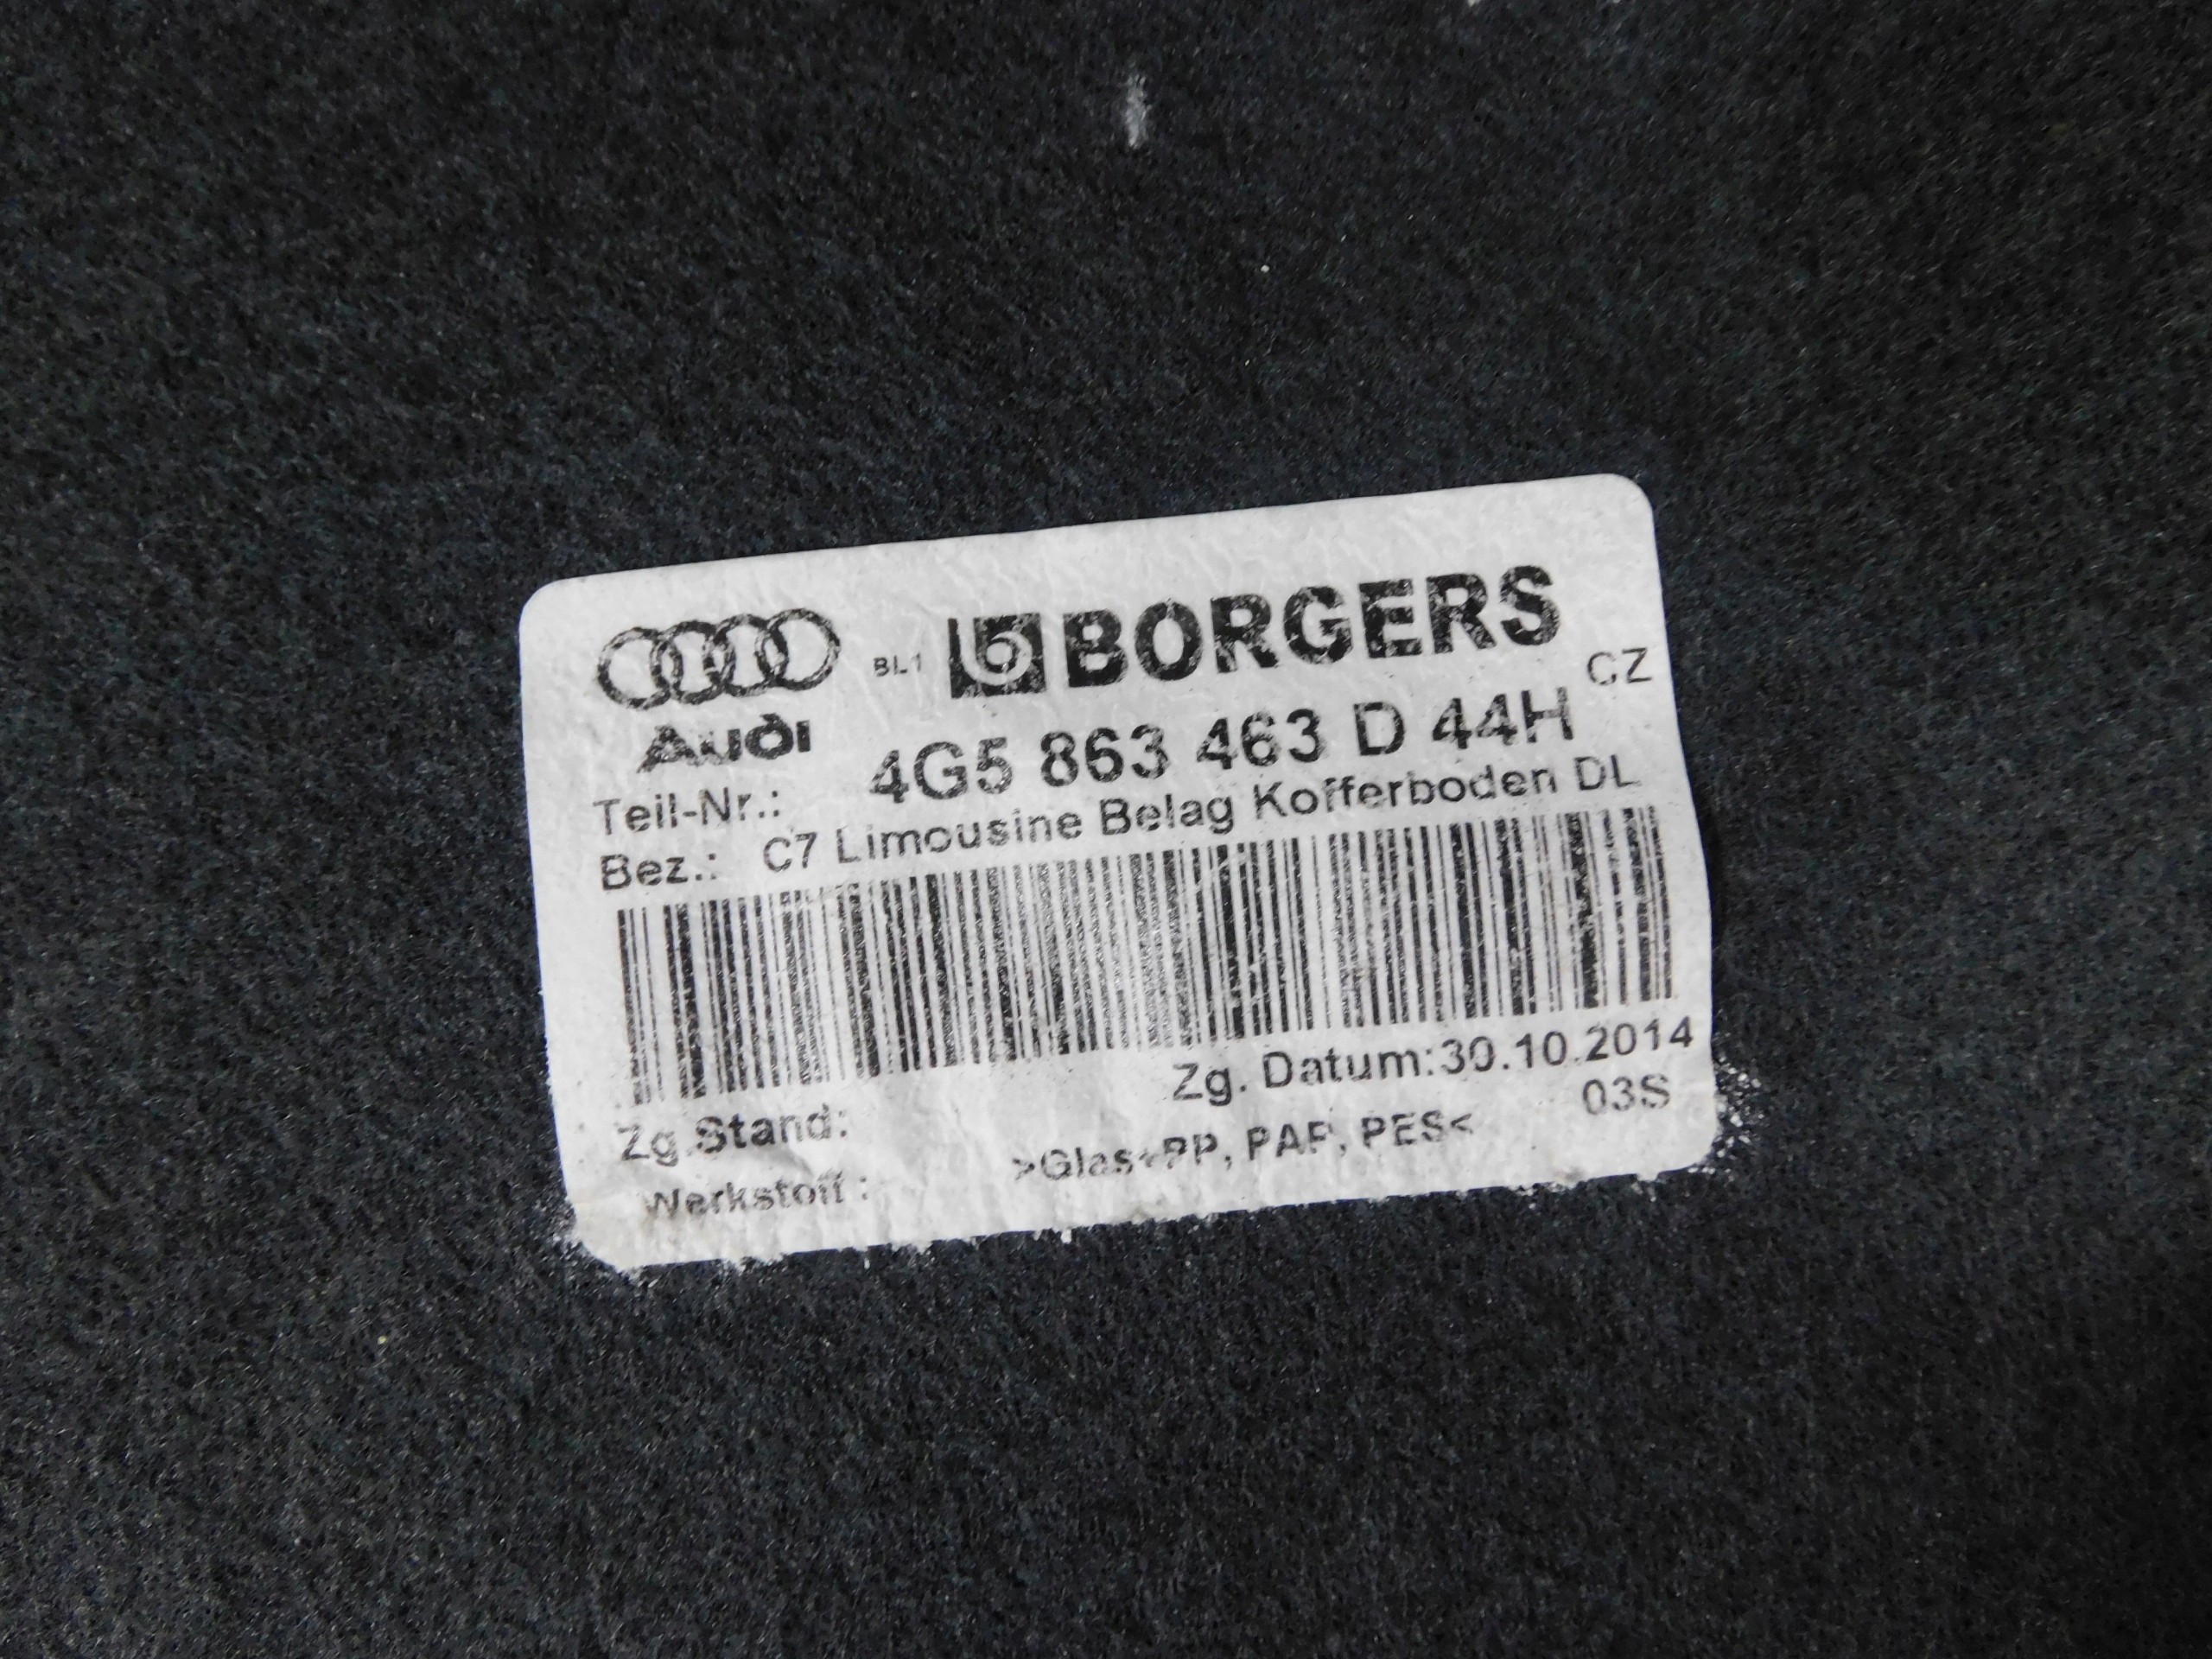 BL1 BORGERS
CZ
Audi
Teil-Nr.: 4G5 863 463 D 44H
Bez.: C7 Limousine Belag Kofferboden DL
Zg. Stand: Zg. Datum:30.10.2014
Werkstoff : >Glas+PP, PAP, PES< 03S